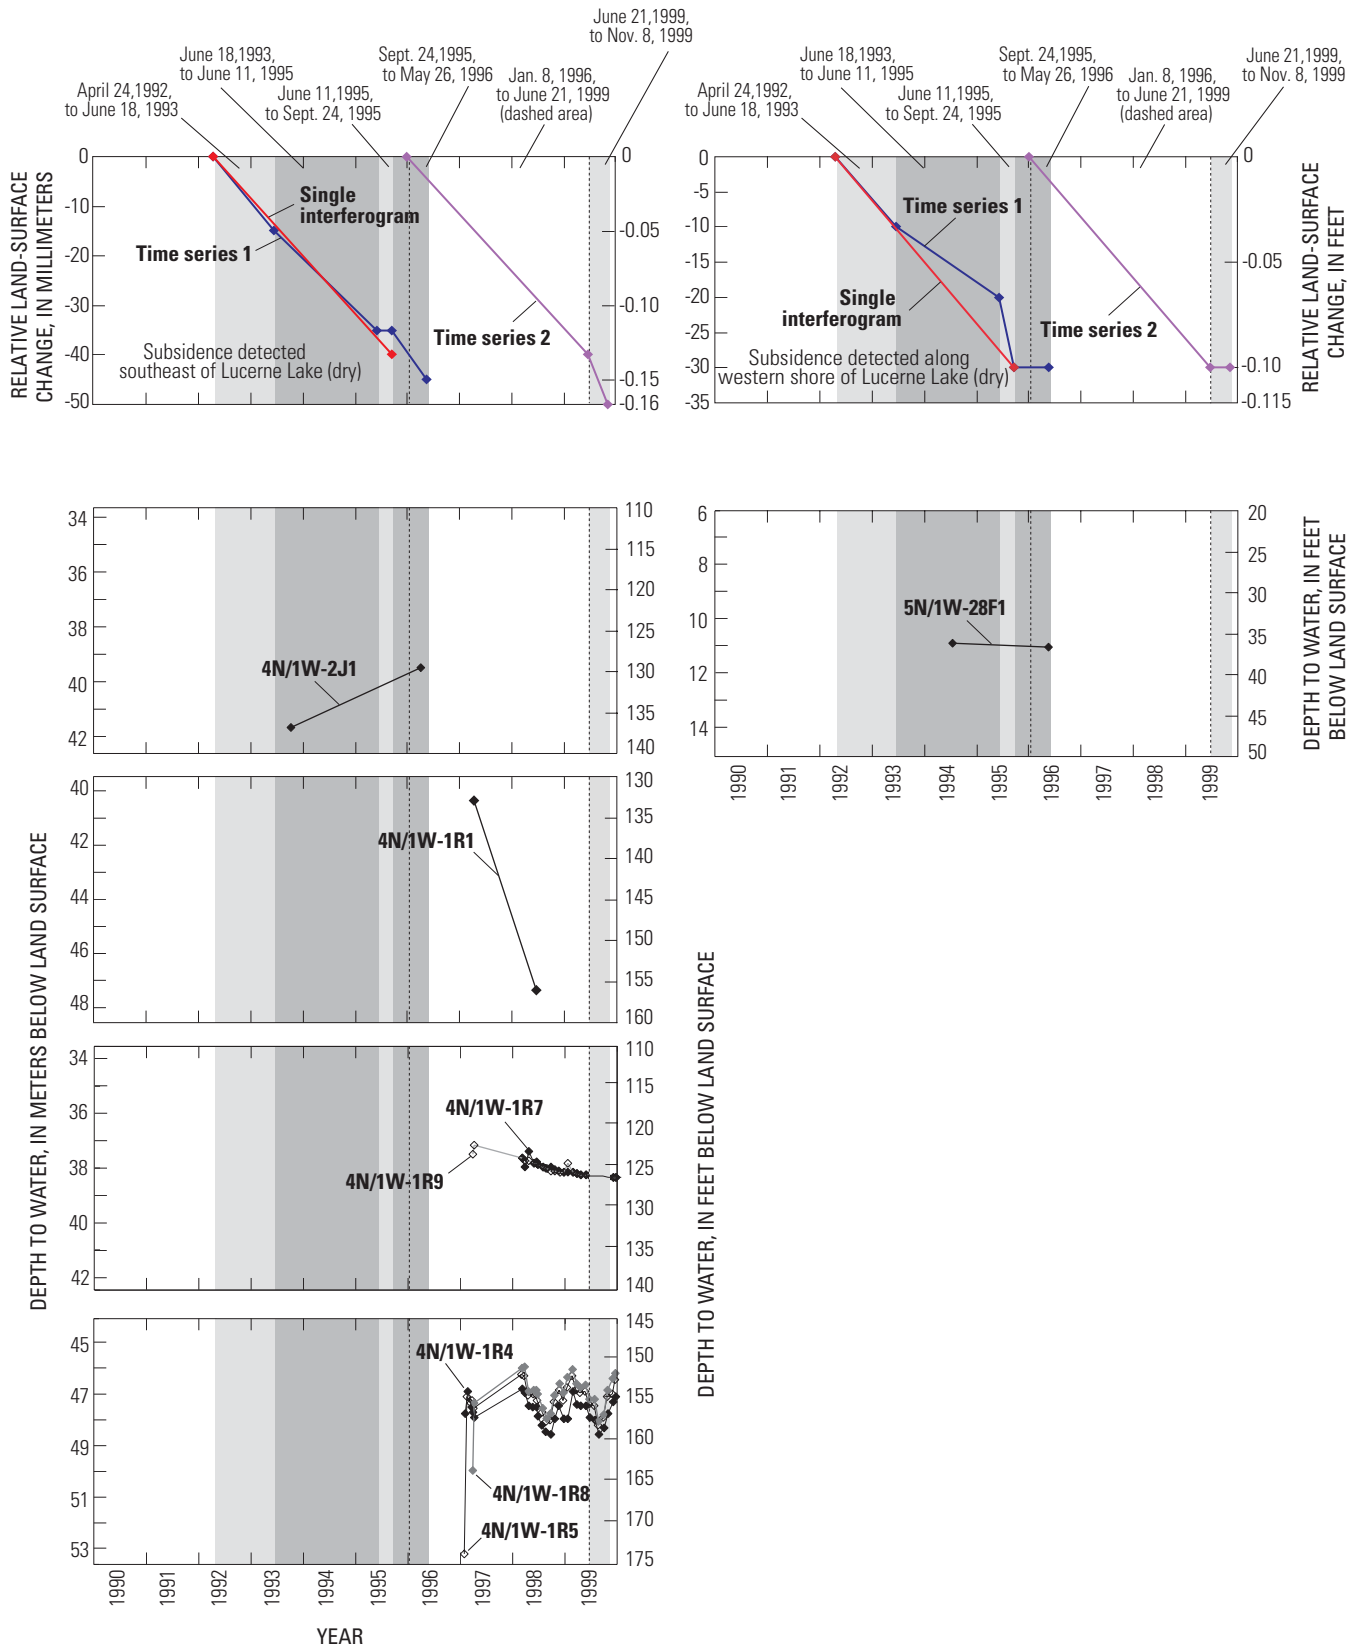 June 21,1999,
to Nov. 8, 1999
June 18,1993,
to June 11, 1995
Sept. 24,1995,
to May 26, 1996
April 24,1992,
to June 18, 1993
June 11,1995,
to Sept. 24, 1995
Jan. 8, 1996,
to June 21, 1999
(dashed area)
RELATIVE LAND-SURFACE
CHANGE, IN MILLIMETERS
0
-10
-20
-30
-40
-50
Single
interferogram
Time series 1
Time series 2
Subsidence detected
southeast of Lucerne Lake (dry)
0
-0.05
-0.10
-0.15
-0.16
June 18,1993,
to June 11, 1995
Sept. 24,1995,
to May 26, 1996
June 21,1999,
to Nov. 8, 1999
April 24,1992,
to June 18, 1993
June 11,1995,
to Sept. 24, 1995
Jan. 8, 1996,
to June 21, 1999
(dashed area)
0
-5
-10
-15
-20
-25
-30
-35
Time series 1
Single
interferogram
Time series 2
Subsidence detected along
western shore of Lucerne Lake (dry)
0
-0.05
-0.10
-0.115
RELATIVE LAND-SURFACE
CHANGE, IN FEET
34
36
38
40
42
4N/1W-2J1
110
115
120
125
130
135
140
6
8
10
12
14
5N/1W-28F1
20
25
30
35
40
45
50
DEPTH TO WATER, IN FEET
BELOW LAND SURFACE
1990
1991
1992
1993
1994
1995
1996
1997
1998
1999
DEPTH TO WATER, IN METERS BELOW LAND SURFACE
40
42
44
46
48
4N/1W-1R1
130
135
140
145
150
155
160
34
36
38
40
42
4N/1W-1R7
4N/1W-1R9
110
115
120
125
130
135
140
DEPTH TO WATER, IN FEET BELOW LAND SURFACE
45
47
49
51
53
4N/1W-1R4
4N/1W-1R8
4N/1W-1R5
145
150
155
160
165
170
175
1990
1991
1992
1993
1994
1995
1996
1997
1998
1999
YEAR